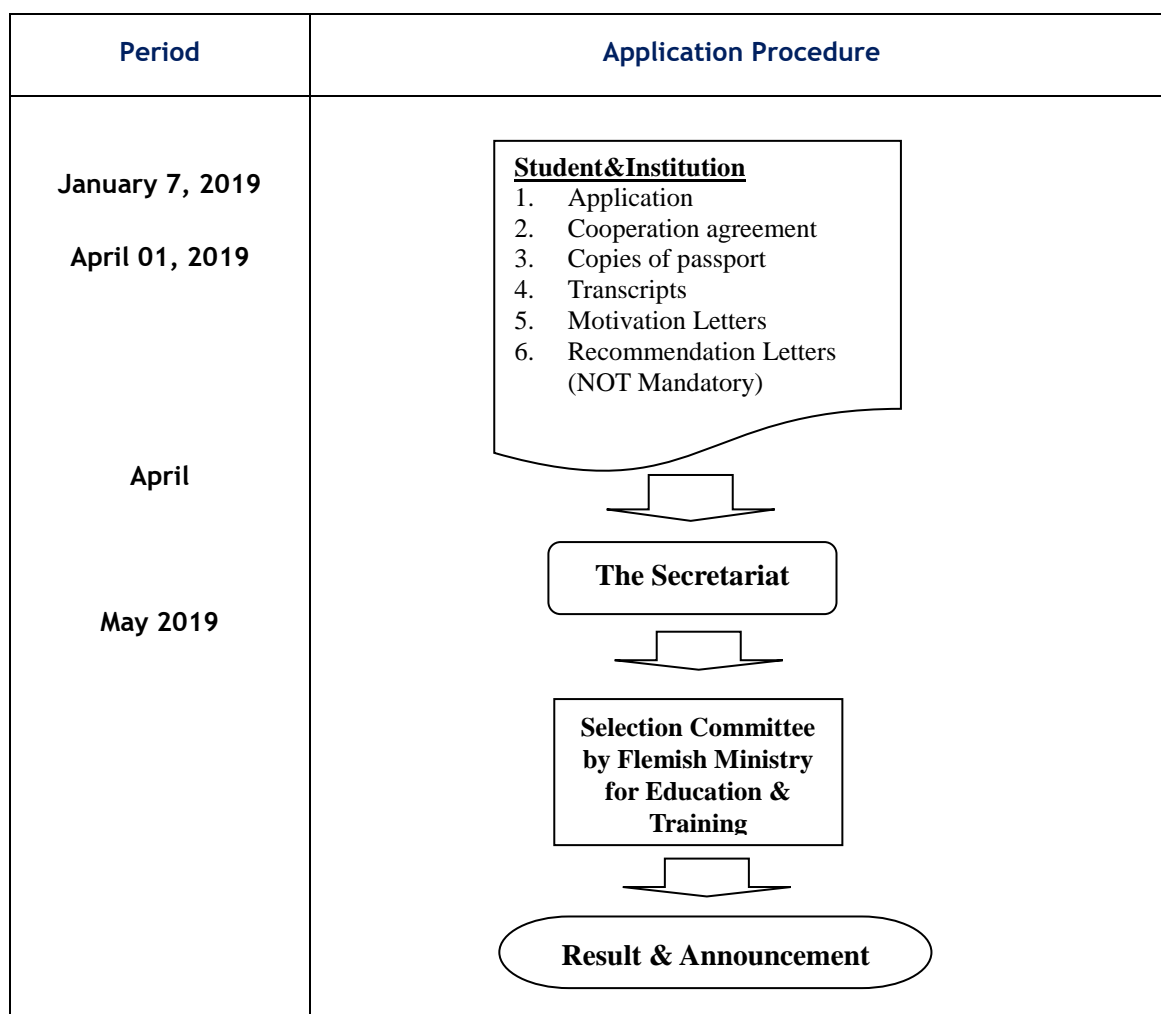 Period
Application Procedure
January 7, 2019
April 01, 2019
April
May 2019
Student&Institution
1. Application
2. Cooperation agreement
3. Copies of passport
4. Transcripts
5. Motivation Letters
6. Recommendation Letters
(NOT Mandatory)
The Secretariat
Selection Committee
by Flemish Ministry
for Education &
Training
Result & Announcement